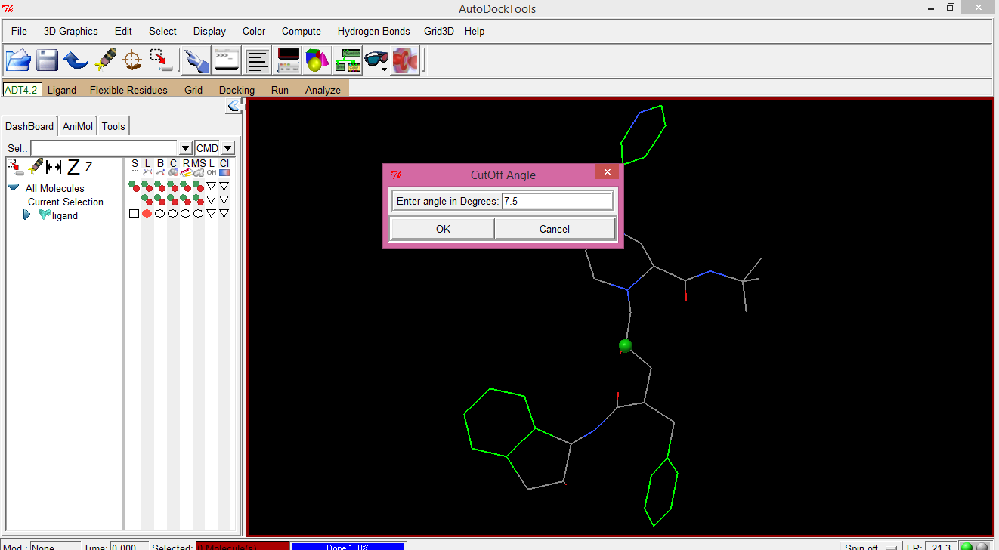 AutoDockTools
File 3D Graphics Edit Select Display Color Compute Hydrogen Bonds Grid3D Help
ADT4.2 Ligand Flexible Residues Grid Docking Run Analyze
DashBoard AniMol Tools
Sel.: CMD
Z Z S L B C R MS L Cl
OH
All Molecules
Current Selection
ligand
CutOff Angle
Enter angle in Degrees: 7.5
OK Cancel
Mod.: None Time: 0.000 Selected: 0 Molecule(s) Done 100% Spin off FR: 21.3